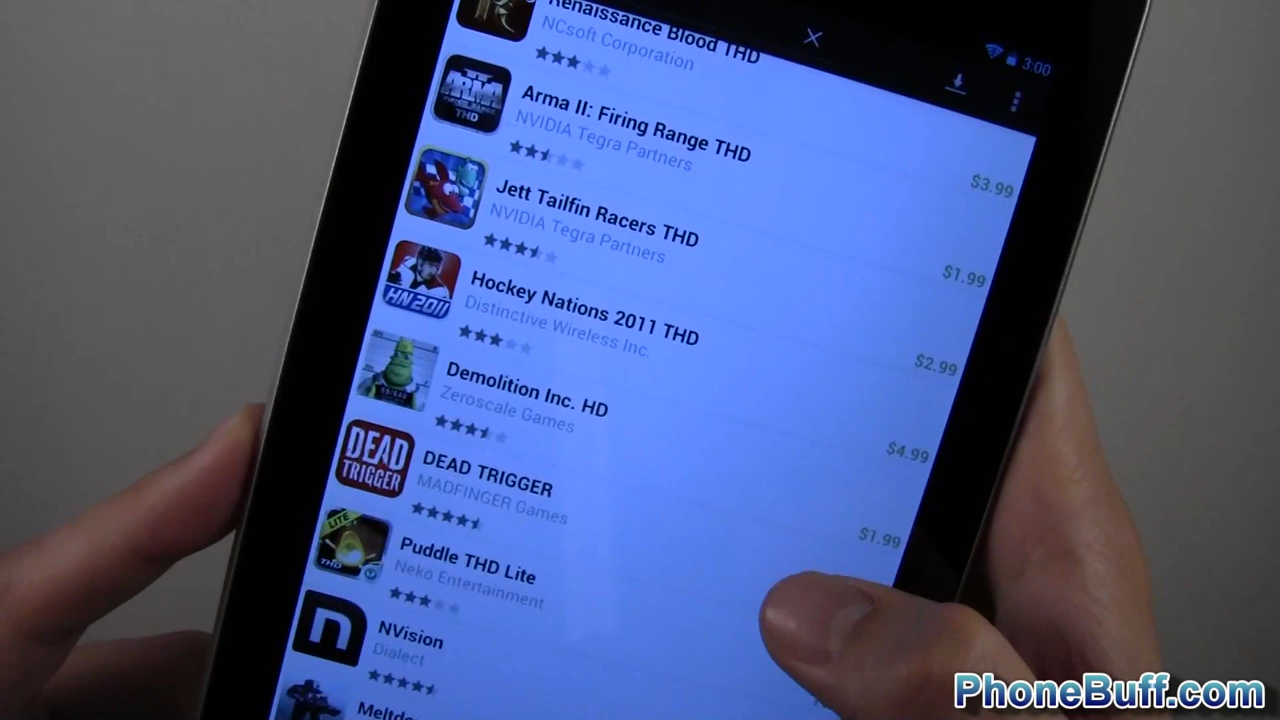 3:00
Renaissance Blood THD
NCsoft Corporation
ARMA
THD
Arma II: Firing Range THD
NVIDIA Tegra Partners
$3.99
Jett Tailfin Racers THD
NVIDIA Tegra Partners
$1.99
HN 2011
Hockey Nations 2011 THD
Distinctive Wireless Inc.
$2.99
Demolition Inc. HD
Zeroscale Games
$4.99
DEAD
TRIGGER
DEAD TRIGGER
MADFINGER Games
$1.99
LITE
THD
Puddle THD Lite
Neko Entertainment
n
NVision
Dialect
PhoneBuff.com